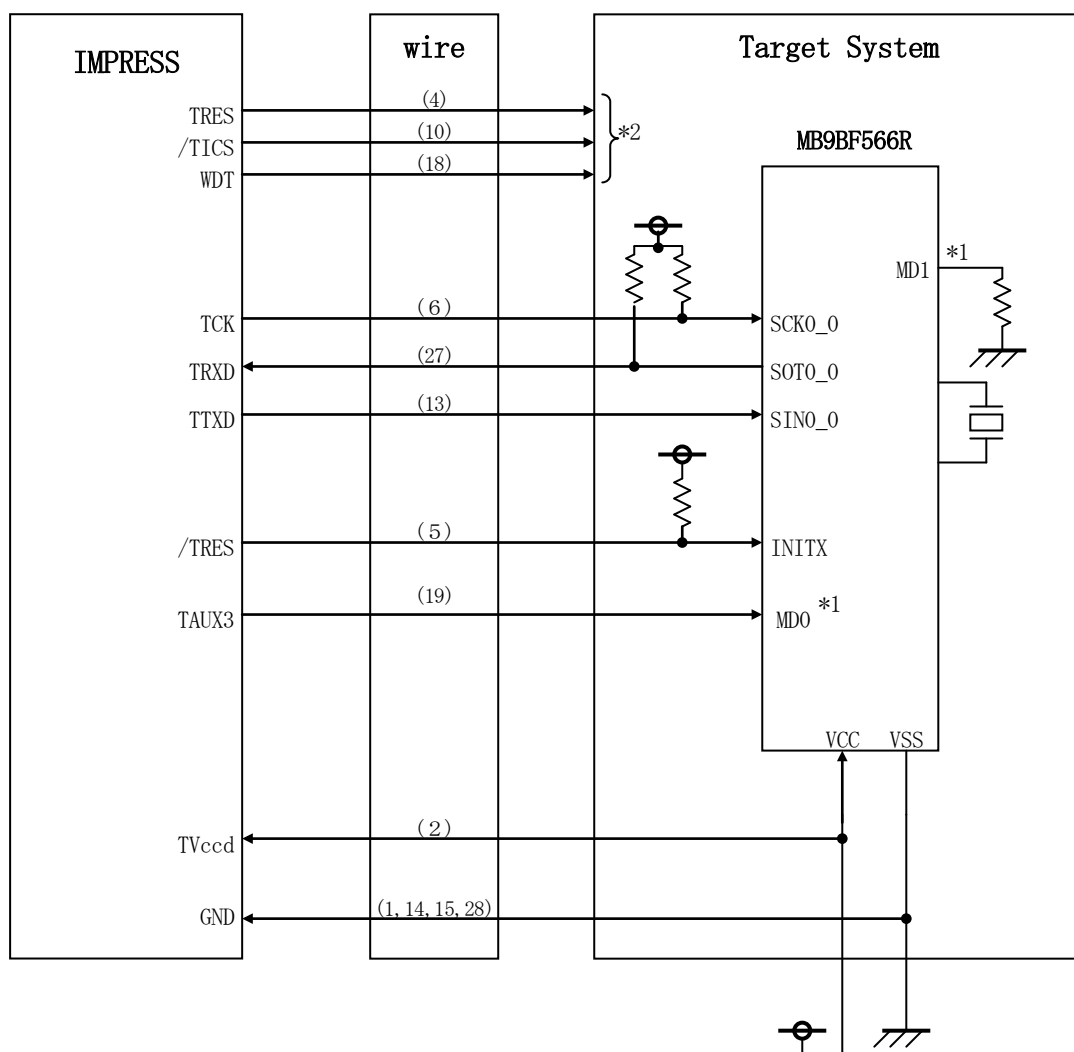 IMPRESS
wire
Target System
TRES
(4)
/TICS
(10)
*2
WDT
(18)
MB9BF566R
MD1
*1
TCK
(6)
SCK0_0
TRXD
(27)
SOT0_0
TTXD
(13)
SIN0_0
/TRES
(5)
INITX
TAUX3
(19)
MD0
*1
VCC
VSS
TVccd
(2)
GND
(1,14,15,28)